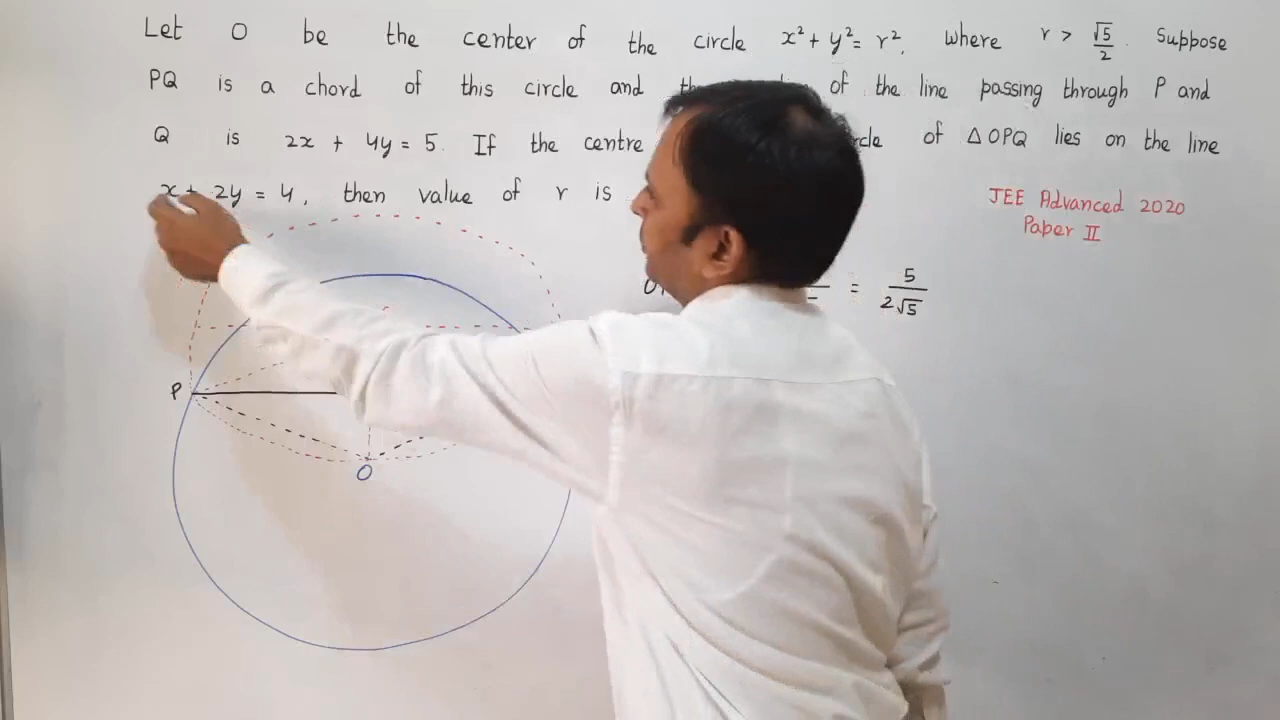 Let O be the center of the circle x² + y² = r², where r > √5/2. Suppose
PQ is a chord of this circle and the of the line passing through P and
Q is 2x + 4y = 5. If the centre of △OPQ lies on the line
x + 2y = 4, then value of r is
JEE Advanced 2020
Paper II
= 5/2√5
P
O